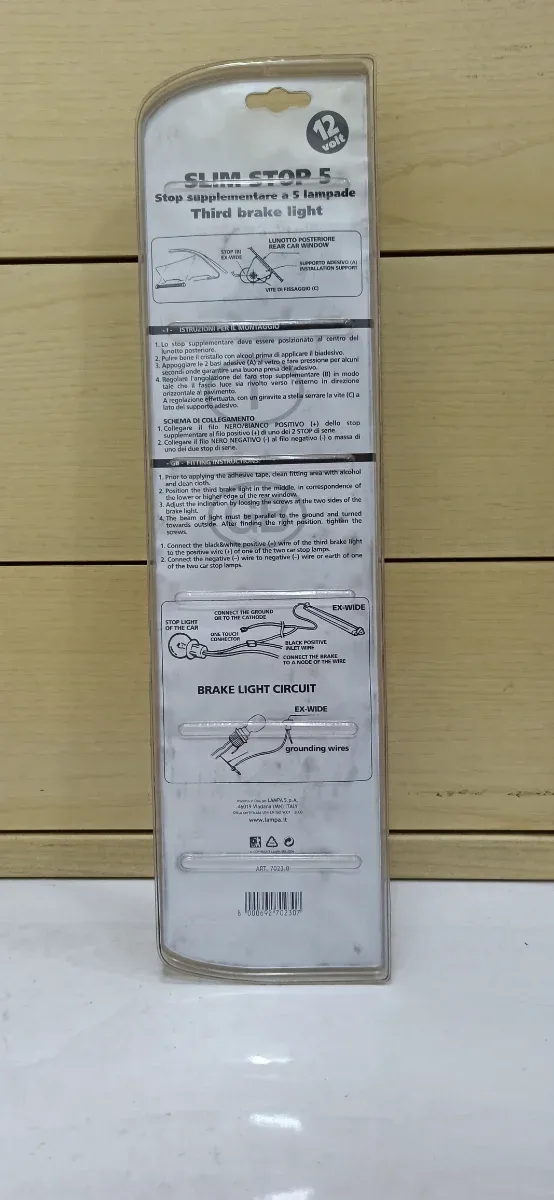 12
volt
SLIM STOP 5
Stop supplementare a 5 lampade
Third brake light
LUNOTTO POSTERIORE
REAR CAR WINDOW
STOP (B)
EX-WIDE
SUPPORTO ADESIVO (A)
INSTALLATION SUPPORT
VITE DI FISSAGGIO (C)
- I - ISTRUZIONI PER IL MONTAGGIO
1. Lo stop supplementare deve essere posizionato al centro del
lunotto posteriore.
2. Pulire bene il cristallo con alcool prima di applicare il biadesivo.
3. Appoggiare le 2 basi adesive (A) al vetro e fare pressione per alcuni
secondi onde garantire una buona presa dell'adesivo.
4. Regolare l'angolazione del faro stop supplementare (B) in modo
tale che il fascio luce sia rivolto verso l'esterno in direzione
orizzontale al pavimento.
A regolazione effettuata, con un giravite a stella serrare la vite (C) a
lato del supporto adesivo.
SCHEMA DI COLLEGAMENTO
1. Collegare il filo NERO/BIANCO POSITIVO (+) dello stop
supplementare al filo positivo (+) di uno del 2 STOP di serie.
2. Collegare il filo NERO NEGATIVO (-) al filo negativo (-) o massa di
uno dei due stop di serie.
- GB - FITTING INSTRUCTIONS
1. Prior to applying the adheuve tape, clean fitting area with alcohol
and clean cloth.
2. Position the third brake light in the middle, in correspondence of
the lower or higher edge of the rear window.
3. Adjust the inclination by loosing the screws at the two sides of the
brake light.
4. The beam of light must be parallel to the ground and turned
towards outside. After finding the right position, tighten the
screws.
1. Connect the black&white positive (+) wire of the third brake light
to the positive wire (+) of one of the two car stop lamps.
2. Connect the negative (-) wire to negative (-) wire or earth of one
of the two car stop lamps.
CONNECT THE GROUND
OR TO THE CATHODE
EX-WIDE
STOP LIGHT
OF THE CAR
ONE TOUCH
CONNECTOR
BLACK POSITIVE
INLET WIRE
CONNECT THE BRAKE
TO A NODE OF THE WIRE
BRAKE LIGHT CIRCUIT
EX-WIDE
grounding wires
LAMPA S.p.A.
46019 Viadana (MN) ITALY
www.lampa.it
ART. 7023.0
8 000692 702307